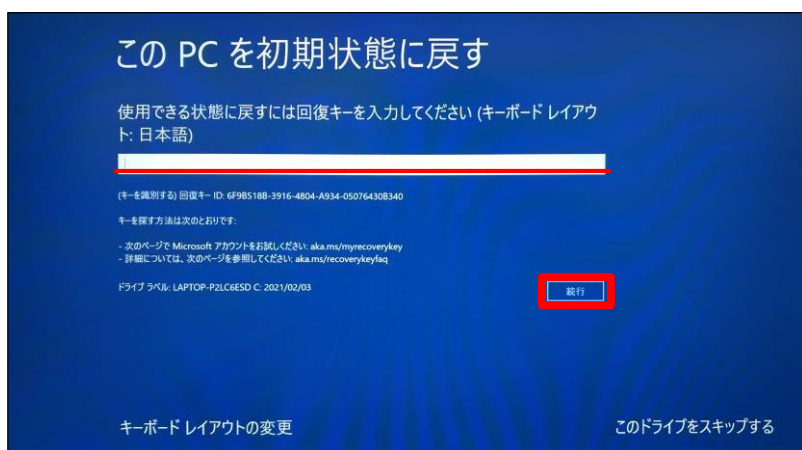 この PC を初期状態に戻す
使用できる状態に戻すには回復キーを入力してください (キーボード レイアウ
ト: 日本語)
(キーを識別する) 回復キー ID: 6F9B518B-3916-4804-A934-05076430B340
キーを探す方法は次のとおりです:
- 次のページで Microsoft アカウントをお試しください: aka.ms/myrecoverykey
- 詳細については、次のページを参照してください: aka.ms/recoverykeyfaq
ドライブ ラベル: LAPTOP-P2LC6ESD C: 2021/02/03
続行
キーボード レイアウトの変更
このドライブをスキップする